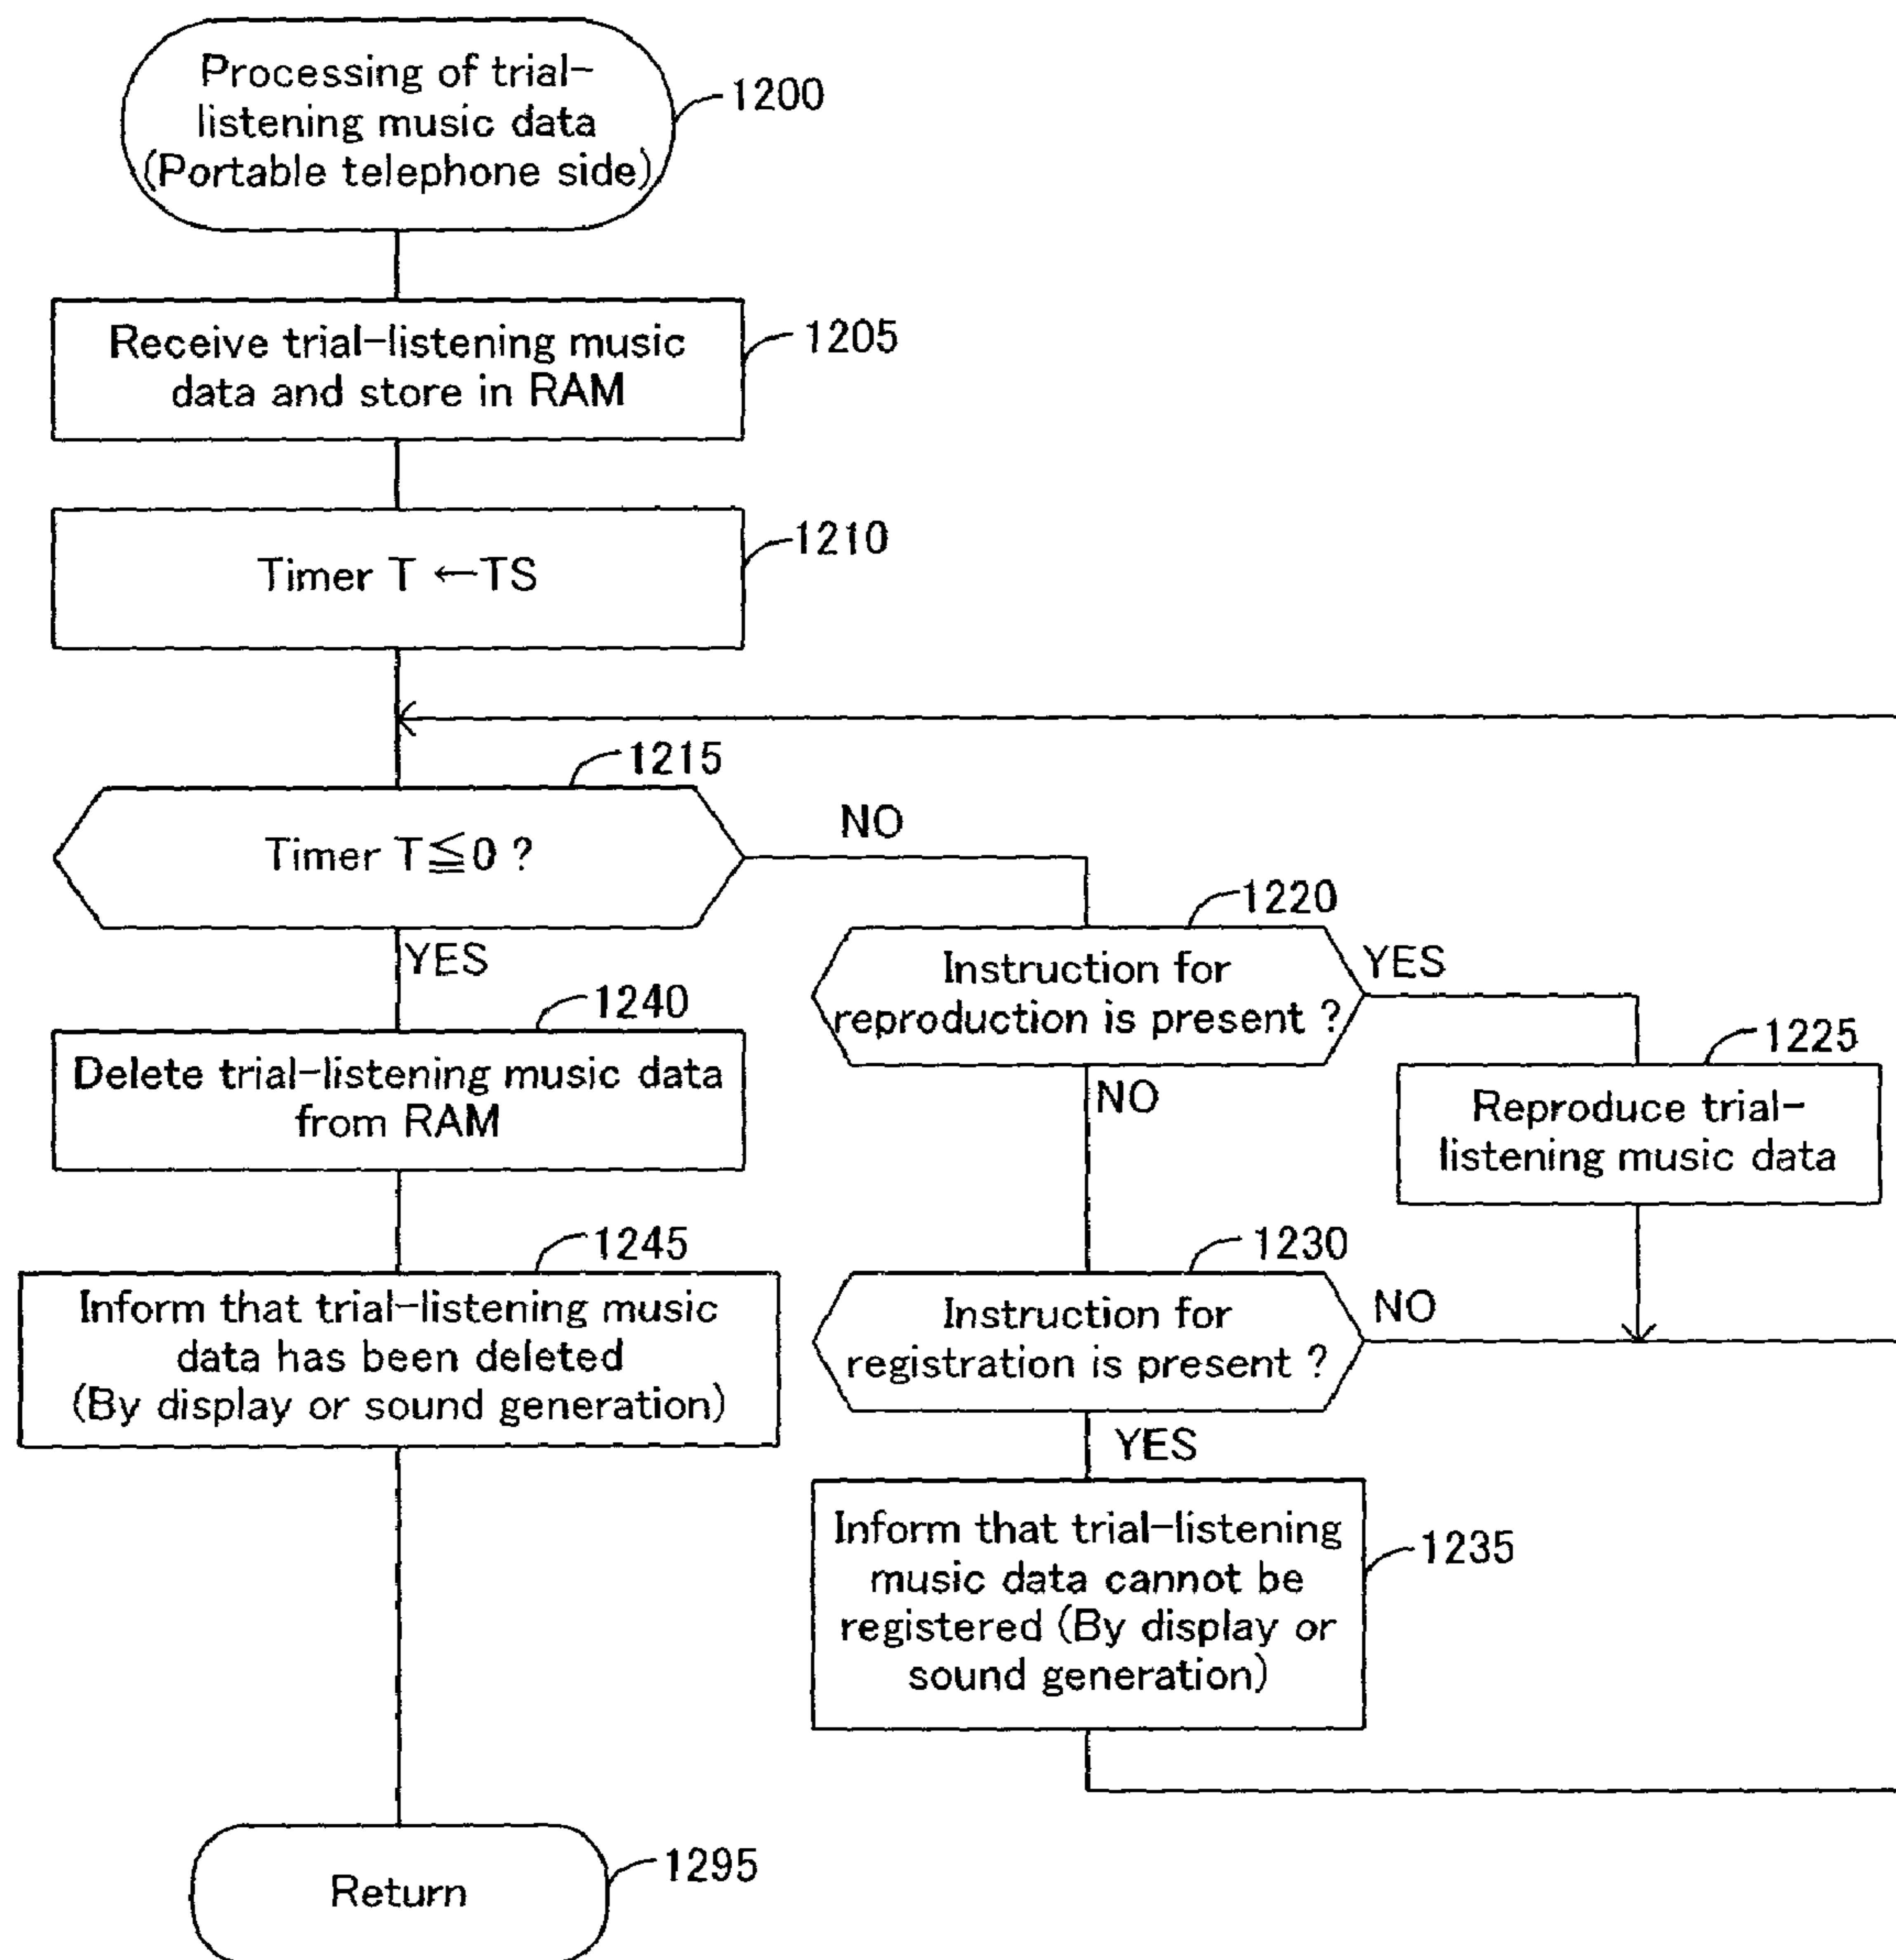 Processing of trial-
listening music data
(Portable telephone side)
1200
Receive trial-listening music
data and store in RAM
1205
Timer T ←TS
1210
1215
Timer T≦0 ?
NO
YES
1220
Instruction for
reproduction is present ?
YES
NO
1225
Reproduce trial-
listening music data
1240
Delete trial-listening music data
from RAM
1230
Instruction for
registration is present ?
NO
YES
1245
Inform that trial-listening music
data has been deleted
(By display or sound generation)
Inform that trial-listening
music data cannot be
registered (By display or
sound generation)
1235
Return
1295